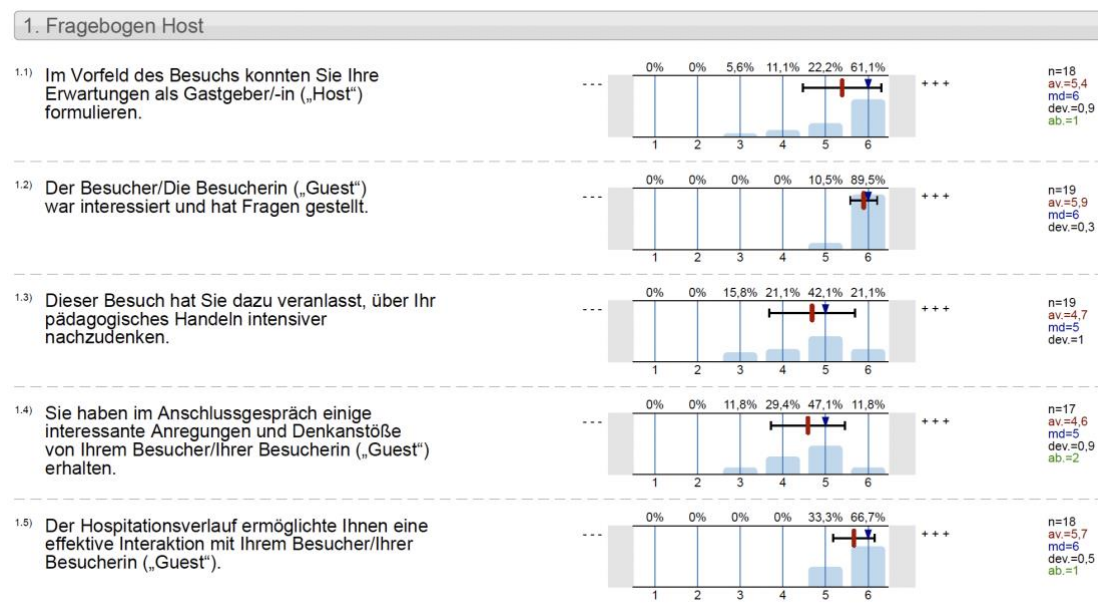 1. Fragebogen Host
1.1) Im Vorfeld des Besuchs konnten Sie Ihre
Erwartungen als Gastgeber/-in („Host“)
formulieren.
0% 0% 5,6% 11,1% 22,2% 61,1%
--- +++
1 2 3 4 5 6
n=18
av.=5,4
md=6
dev.=0,9
ab.=1
1.2) Der Besucher/Die Besucherin („Guest“)
war interessiert und hat Fragen gestellt.
0% 0% 0% 0% 10,5% 89,5%
--- +++
1 2 3 4 5 6
n=19
av.=5,9
md=6
dev.=0,3
1.3) Dieser Besuch hat Sie dazu veranlasst, über Ihr
pädagogisches Handeln intensiver
nachzudenken.
0% 0% 15,8% 21,1% 42,1% 21,1%
--- +++
1 2 3 4 5 6
n=19
av.=4,7
md=5
dev.=1
1.4) Sie haben im Anschlussgespräch einige
interessante Anregungen und Denkanstöße
von Ihrem Besucher/Ihrer Besucherin („Guest“)
erhalten.
0% 0% 11,8% 29,4% 47,1% 11,8%
--- +++
1 2 3 4 5 6
n=17
av.=4,6
md=5
dev.=0,9
ab.=2
1.5) Der Hospitationsverlauf ermöglichte Ihnen eine
effektive Interaktion mit Ihrem Besucher/Ihrer
Besucherin („Guest“).
0% 0% 0% 0% 33,3% 66,7%
--- +++
1 2 3 4 5 6
n=18
av.=5,7
md=6
dev.=0,5
ab.=1